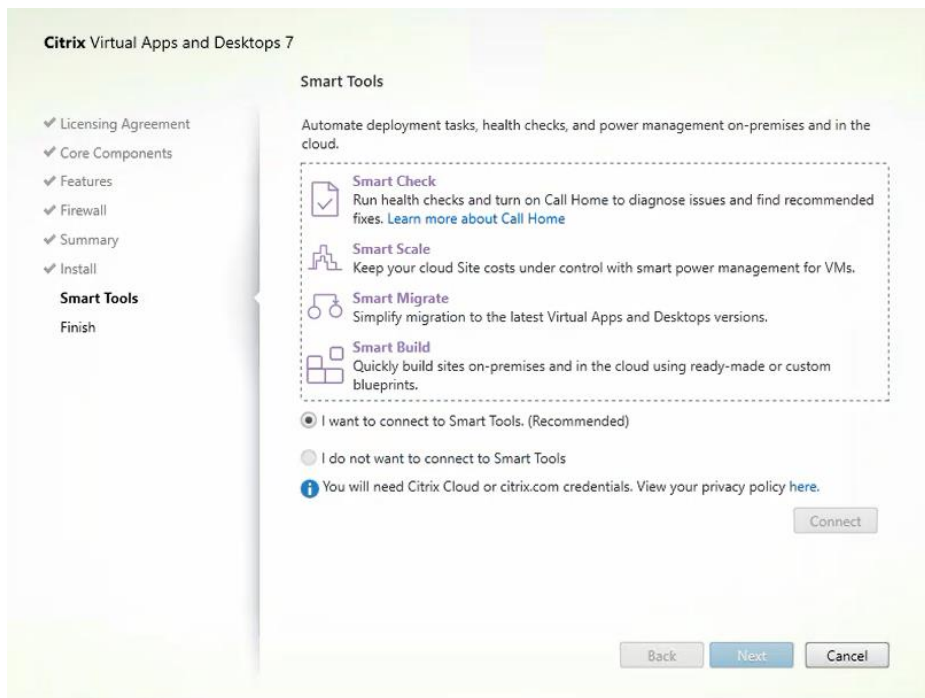 Citrix Virtual Apps and Desktops 7
Smart Tools
Licensing Agreement
Core Components
Features
Firewall
Summary
Install
Smart Tools
Finish
Automate deployment tasks, health checks, and power management on-premises and in the
cloud.
Smart Check
Run health checks and turn on Call Home to diagnose issues and find recommended
fixes. Learn more about Call Home
Smart Scale
Keep your cloud Site costs under control with smart power management for VMs.
Smart Migrate
Simplify migration to the latest Virtual Apps and Desktops versions.
Smart Build
Quickly build sites on-premises and in the cloud using ready-made or custom
blueprints.
I want to connect to Smart Tools. (Recommended)
I do not want to connect to Smart Tools
You will need Citrix Cloud or citrix.com credentials. View your privacy policy here.
Connect
Back Next Cancel